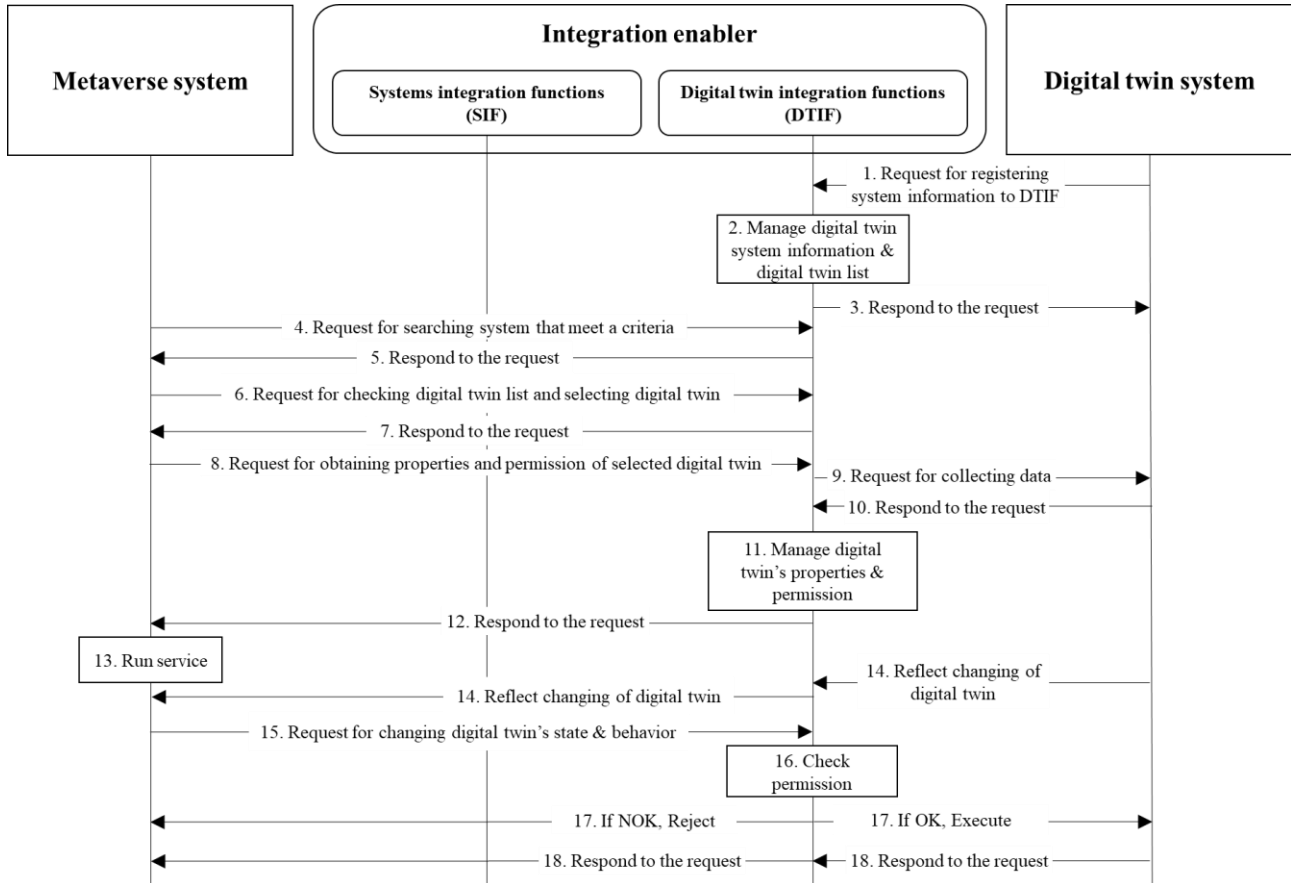 Integration enabler
Metaverse system
Systems integration functions
(SIF)
Digital twin integration functions
(DTIF)
Digital twin system
1. Request for registering
system information to DTIF
2. Manage digital twin
system information &
digital twin list
3. Respond to the request
4. Request for searching system that meet a criteria
5. Respond to the request
6. Request for checking digital twin list and selecting digital twin
7. Respond to the request
8. Request for obtaining properties and permission of selected digital twin
9. Request for collecting data
10. Respond to the request
11. Manage digital
twin's properties &
permission
12. Respond to the request
13. Run service
14. Reflect changing of
digital twin
14. Reflect changing of digital twin
15. Request for changing digital twin's state & behavior
16. Check
permission
17. If NOK, Reject
17. If OK, Execute
18. Respond to the request
18. Respond to the request